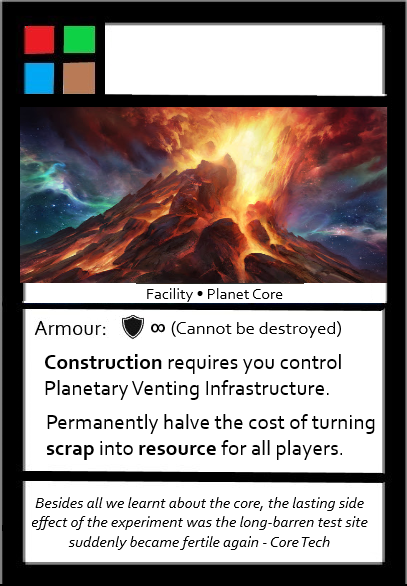 Facility • Planet Core
Armour: ∞ (Cannot be destroyed)
Construction requires you control
Planetary Venting Infrastructure.
Permanently halve the cost of turning
scrap into resource for all players.
Besides all we learnt about the core, the lasting side
effect of the experiment was the long-barren test site
suddenly became fertile again - Core Tech